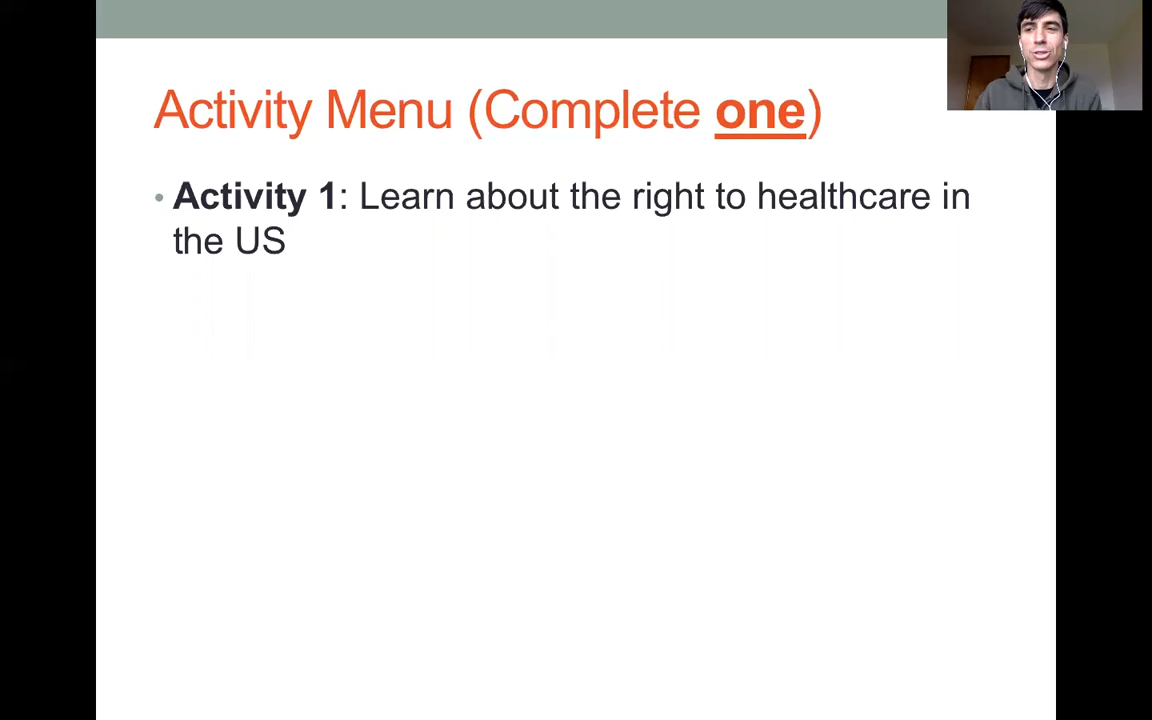 Activity Menu (Complete one)
• Activity 1: Learn about the right to healthcare in
the US